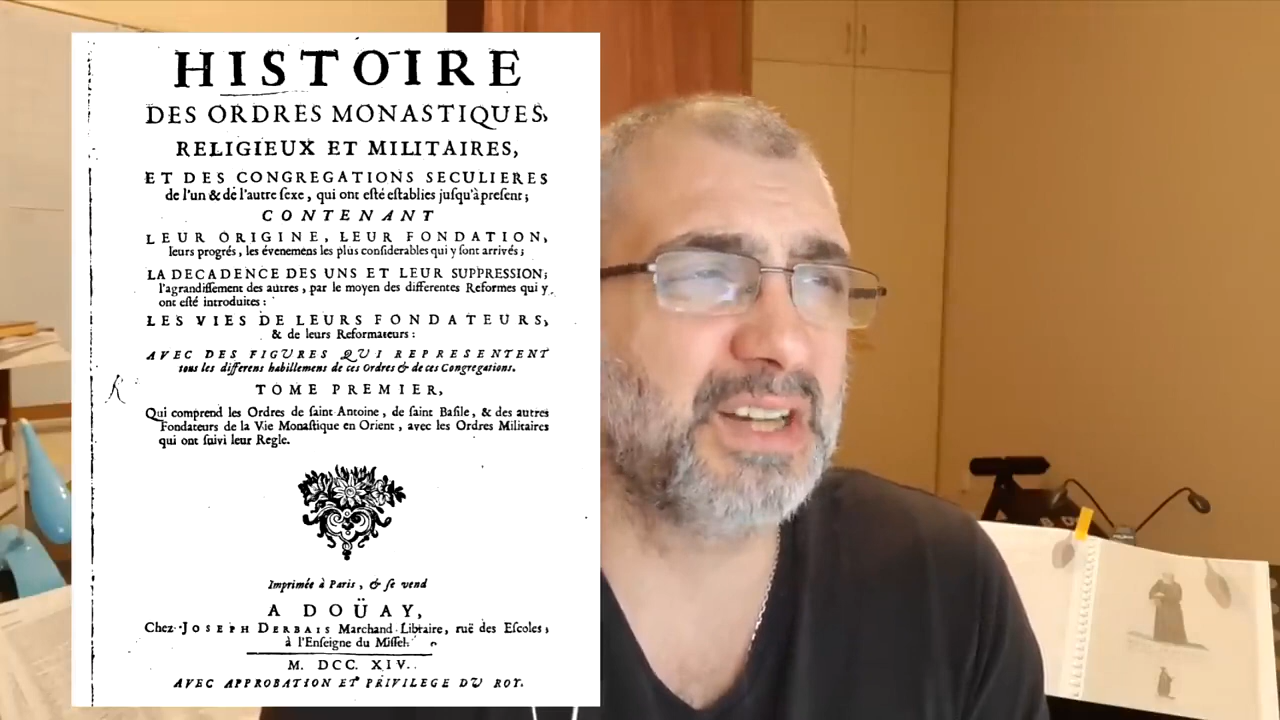 HISTOIRE
DES ORDRES MONASTIQUES,
RELIGIEUX ET MILITAIRES,
ET DES CONGREGATIONS SECULIERES
de l'un & de l'autre ſexe, qui ont eſté eſtablies juſqu'à preſent;
CONTENANT
LEUR ORIGINE, LEUR FONDATION,
leurs progrés, les évenemens les plus conſiderables qui y ſont arrivés;
LA DECADENCE DES UNS ET LEUR SUPPRESSION;
l'agrandiſſement des autres, par le moyen des differentes Reformes qui y
ont eſté introduites:
LES VIES DE LEURS FONDATEURS,
& de leurs Reformateurs:
AVEC DES FIGURES QUI REPRESENTENT
tous les differens habillemens de ces Ordres & de ces Congregations.
TOME PREMIER,
Qui comprend les Ordres de ſaint Antoine, de ſaint Baſile, & des autres
Fondateurs de la Vie Monaſtique en Orient, avec les Ordres Militaires
qui ont ſuivi leur Regle.
Imprimée à Paris, & ſe vend
A DOÜAY,
Chez JOSEPH DERBAIS Marchand Libraire, ruë des Eſcoles,
à l'Enſeigne du Miſſel.
M. DCC. XIV.
AVEC APPROBATION ET PRIVILEGE DU ROY.